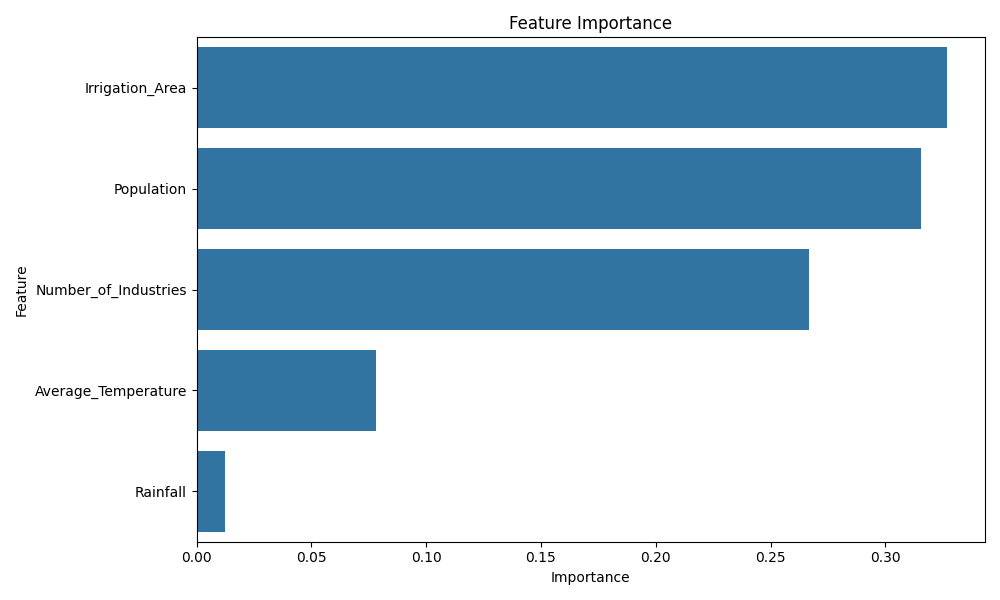 Feature Importance
Irrigation_Area
Population
Number_of_Industries
Average_Temperature
Rainfall
Feature
0.00 0.05 0.10 0.15 0.20 0.25 0.30
Importance